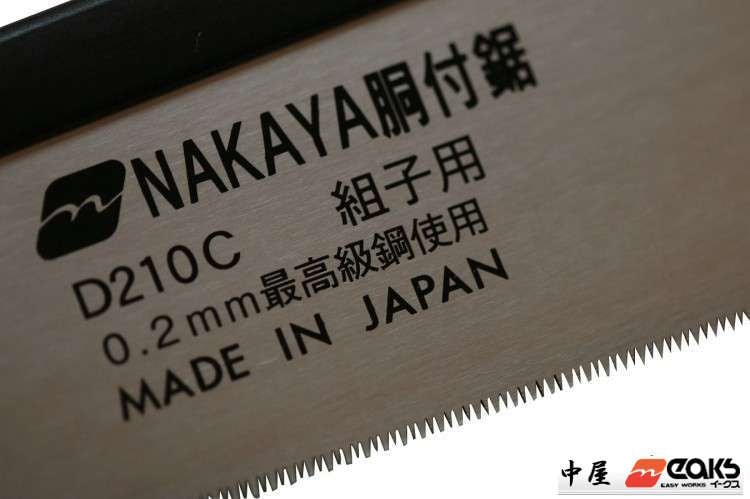 NAKAYA胴付鋸
D210C 組子用
0.2mm最高級鋼使用
MADE IN JAPAN
中屋 eaks
EASY WORKS イークス